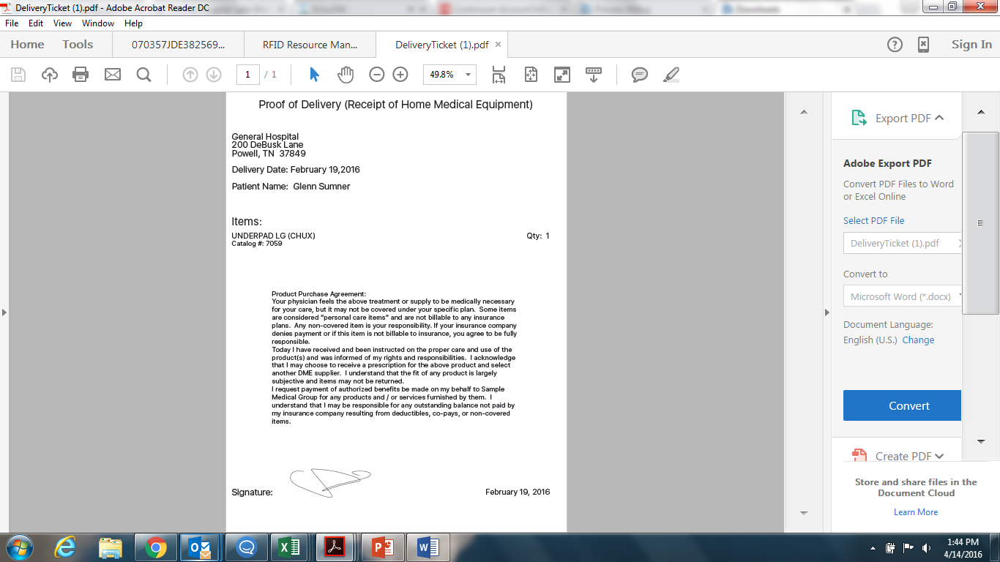 DeliveryTicket (1).pdf - Adobe Acrobat Reader DC
File Edit View Window Help
Home Tools 070357JDE382569... RFID Resource Man... DeliveryTicket (1).pdf × Sign In
1 / 1 49.8%
Proof of Delivery (Receipt of Home Medical Equipment)
General Hospital
200 DeBusk Lane
Powell, TN 37849
Delivery Date: February 19,2016
Patient Name: Glenn Sumner
Items:
UNDERPAD LG (CHUX) Qty: 1
Catalog #: 7059
Product Purchase Agreement:
Your physician feels the above treatment or supply to be medically necessary
for your care, but it may not be covered under your specific plan. Some items
are considered "personal care items" and are not billable to any insurance
plans. Any non-covered item is your responsibility. If your insurance company
denies payment or if this item is not billable to insurance, you agree to be fully
responsible.
Today I have received and been instructed on the proper care and use of the
product(s) and was informed of my rights and responsibilities. I acknowledge
that I may choose to receive a prescription for the above product and select
another DME supplier. I understand that the fit of any product is largely
subjective and items may not be returned.
I request payment of authorized benefits be made on my behalf to Sample
Medical Group for any products and / or services furnished by them. I
understand that I may be responsible for any outstanding balance not paid by
my insurance company resulting from deductibles, co-pays, or non-covered
items.
Signature: February 19, 2016
Export PDF
Adobe Export PDF
Convert PDF Files to Word
or Excel Online
Select PDF File
DeliveryTicket (1).pdf
Convert to
Microsoft Word (*.docx)
Document Language:
English (U.S.) Change
Convert
Create PDF
Store and share files in the
Document Cloud
Learn More
1:44 PM
4/14/2016